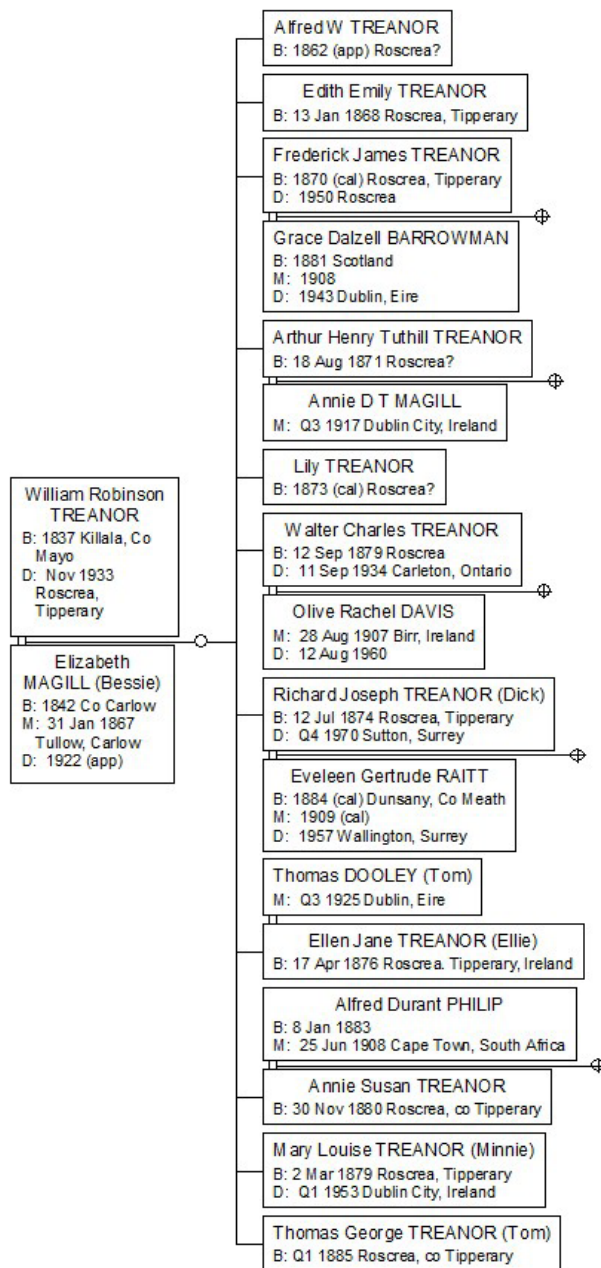 Alfred W TREANOR
B: 1862 (app) Roscrea?
Edith Emily TREANOR
B: 13 Jan 1868 Roscrea, Tipperary
Frederick James TREANOR
B: 1870 (cal) Roscrea, Tipperary
D: 1950 Roscrea
Grace Dalzell BARROWMAN
B: 1881 Scotland
M: 1908
D: 1943 Dublin, Eire
Arthur Henry Tuthill TREANOR
B: 18 Aug 1871 Roscrea?
Annie D T MAGILL
M: Q3 1917 Dublin City, Ireland
Lily TREANOR
B: 1873 (cal) Roscrea?
William Robinson
TREANOR
B: 1837 Killala, Co
Mayo
D: Nov 1933
Roscrea,
Tipperary
Elizabeth
MAGILL (Bessie)
B: 1842 Co Carlow
M: 31 Jan 1867
Tullow, Carlow
D: 1922 (app)
Walter Charles TREANOR
B: 12 Sep 1879 Roscrea
D: 11 Sep 1934 Carleton, Ontario
Olive Rachel DAVIS
M: 28 Aug 1907 Birr, Ireland
D: 12 Aug 1960
Richard Joseph TREANOR (Dick)
B: 12 Jul 1874 Roscrea, Tipperary
D: Q4 1970 Sutton, Surrey
Eveleen Gertrude RAITT
B: 1884 (cal) Dunsany, Co Meath
M: 1909 (cal)
D: 1957 Wallington, Surrey
Thomas DOOLEY (Tom)
M: Q3 1925 Dublin, Eire
Ellen Jane TREANOR (Ellie)
B: 17 Apr 1876 Roscrea. Tipperary, Ireland
Alfred Durant PHILIP
B: 8 Jan 1883
M: 25 Jun 1908 Cape Town, South Africa
Annie Susan TREANOR
B: 30 Nov 1880 Roscrea, co Tipperary
Mary Louise TREANOR (Minnie)
B: 2 Mar 1879 Roscrea, Tipperary
D: Q1 1953 Dublin City, Ireland
Thomas George TREANOR (Tom)
B: Q1 1885 Roscrea, co Tipperary